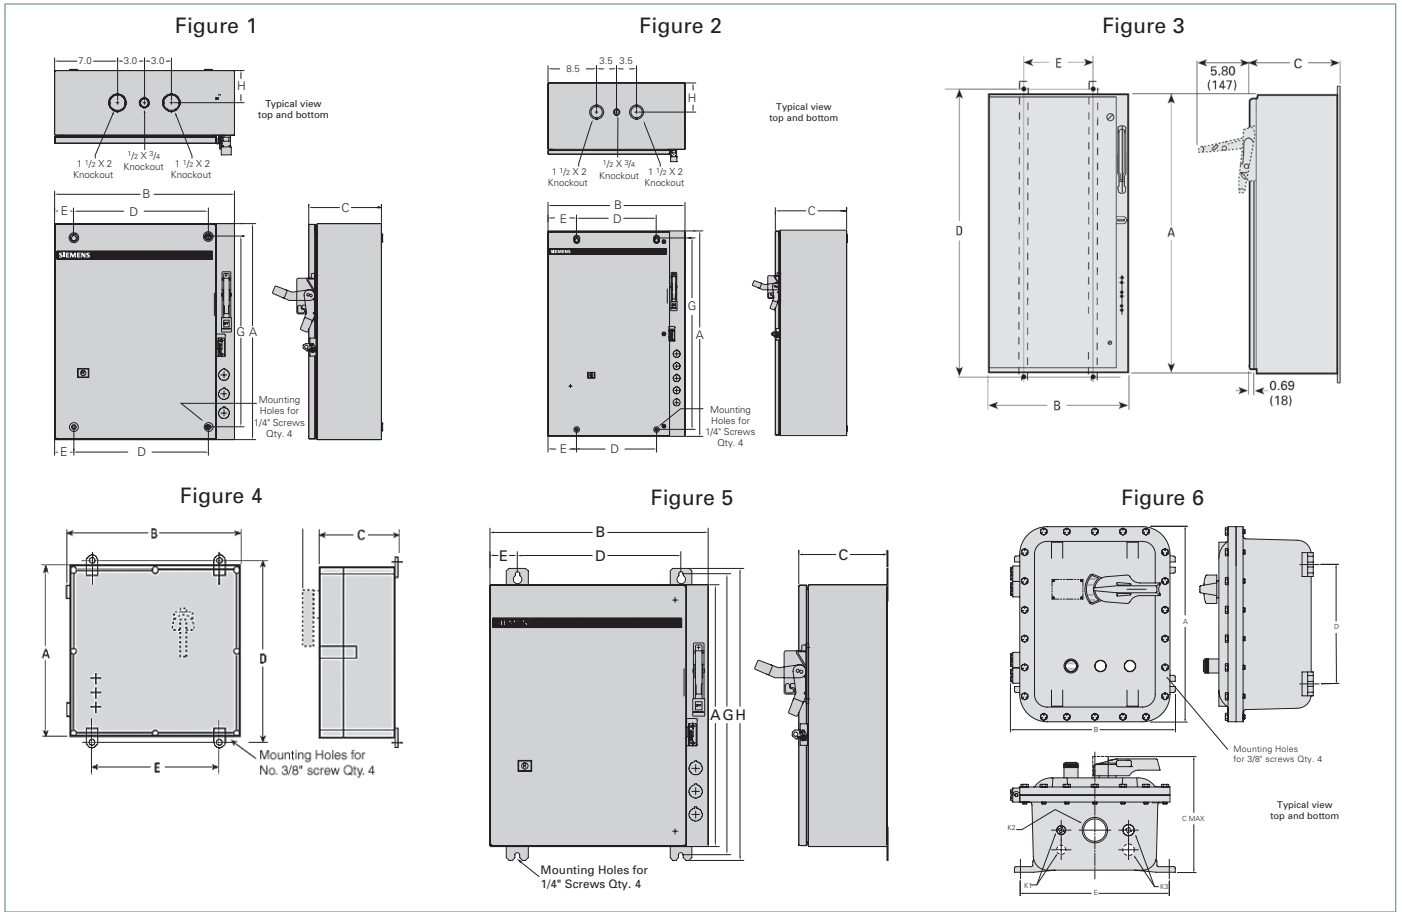 Figure 1
7.0
3.0
3.0
H
Typical view
top and bottom
1 1/2 X 2
Knockout
1/2 X 3/4
Knockout
1 1/2 X 2
Knockout
B
E
D
C
SIEMENS
G
A
Mounting
Holes for
1/4" Screws
Qty. 4
E
D
Figure 2
8.5
3.5
3.5
H
Typical view
top and bottom
1 1/2 X 2
Knockout
1/2 X 3/4
Knockout
1 1/2 X 2
Knockout
B
E
D
C
SIEMENS
G
A
Mounting
Holes for
1/4" Screws
Qty. 4
E
D
Figure 3
E
5.80
(147)
C
D
A
B
0.69
(18)
Figure 4
B
C
A
D
E
Mounting Holes for
No. 3/8" screw Qty. 4
Figure 5
B
E
D
C
A
G
H
Mounting Holes for
1/4" Screws Qty. 4
Figure 6
A
D
B
Mounting Holes
for 3/8" screws Qty. 4
Typical view
top and bottom
K2
C MAX
K1
K3
E